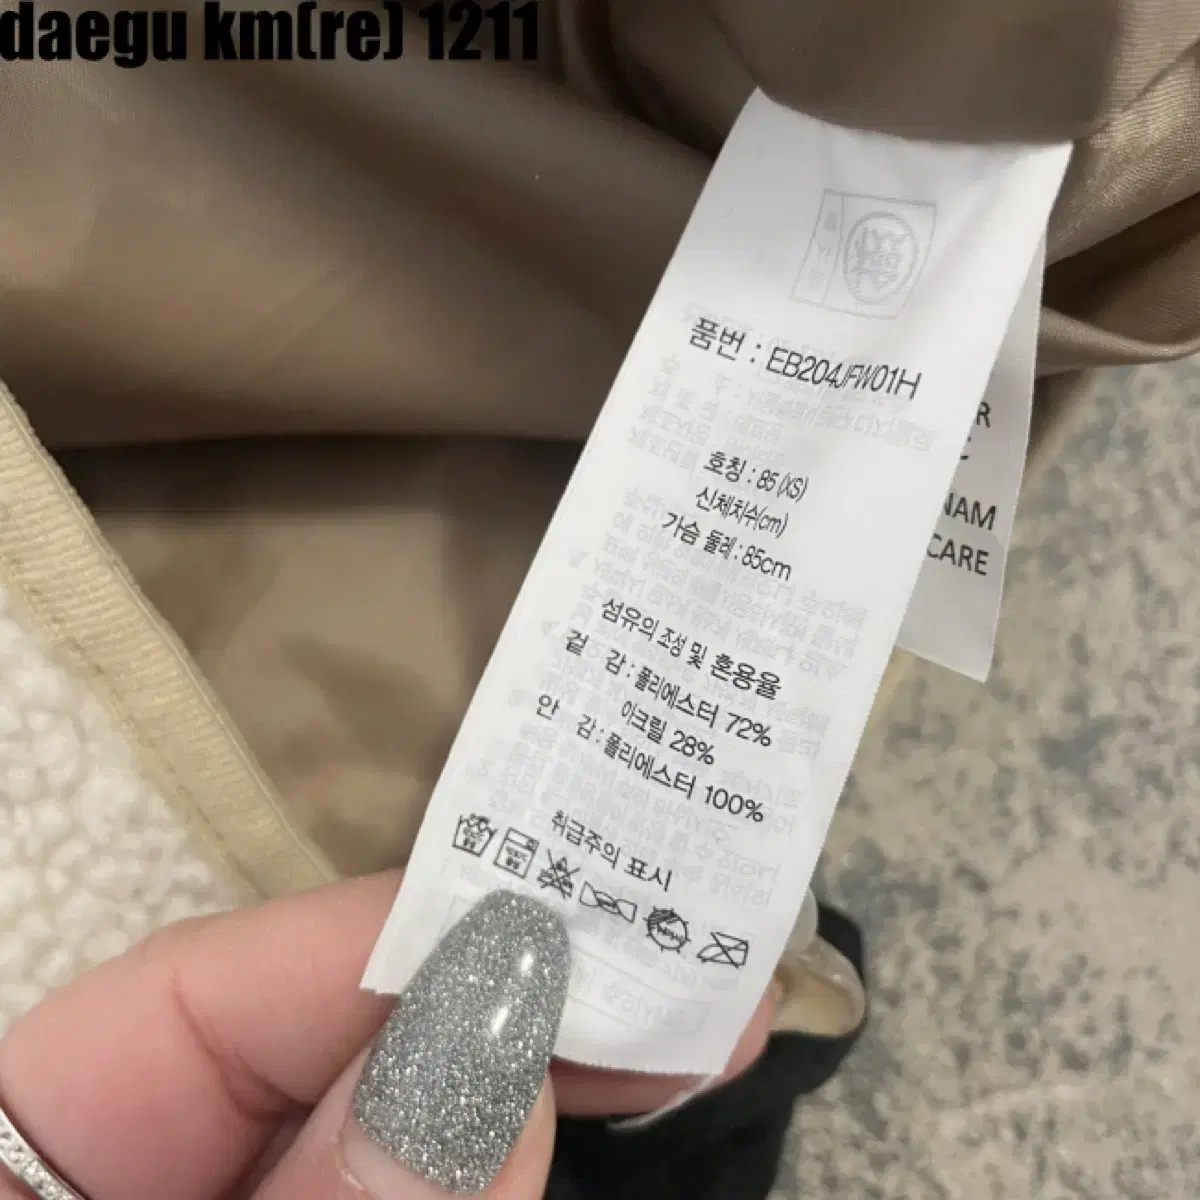 daegu km(re) 1211
품번 : EB204JFW01H
호칭 : 85 (XS)
신체치수(cm)
가슴 둘레 : 85cm
섬유의 조성 및 혼용율
겉 감 : 폴리에스터 72%
아크릴 28%
안 감 : 폴리에스터 100%
취급주의 표시
R
C
NAM
CARE